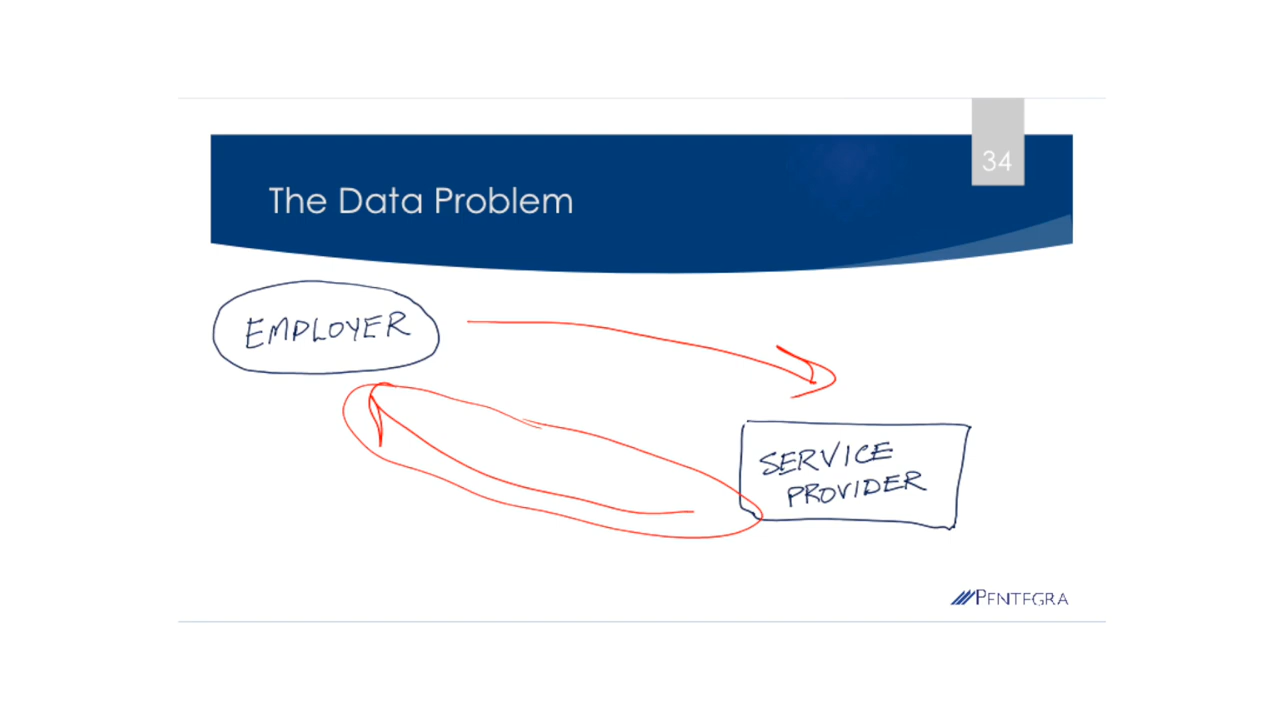 34
The Data Problem
EMPLOYER
SERVICE
PROVIDER
PENTEGRA